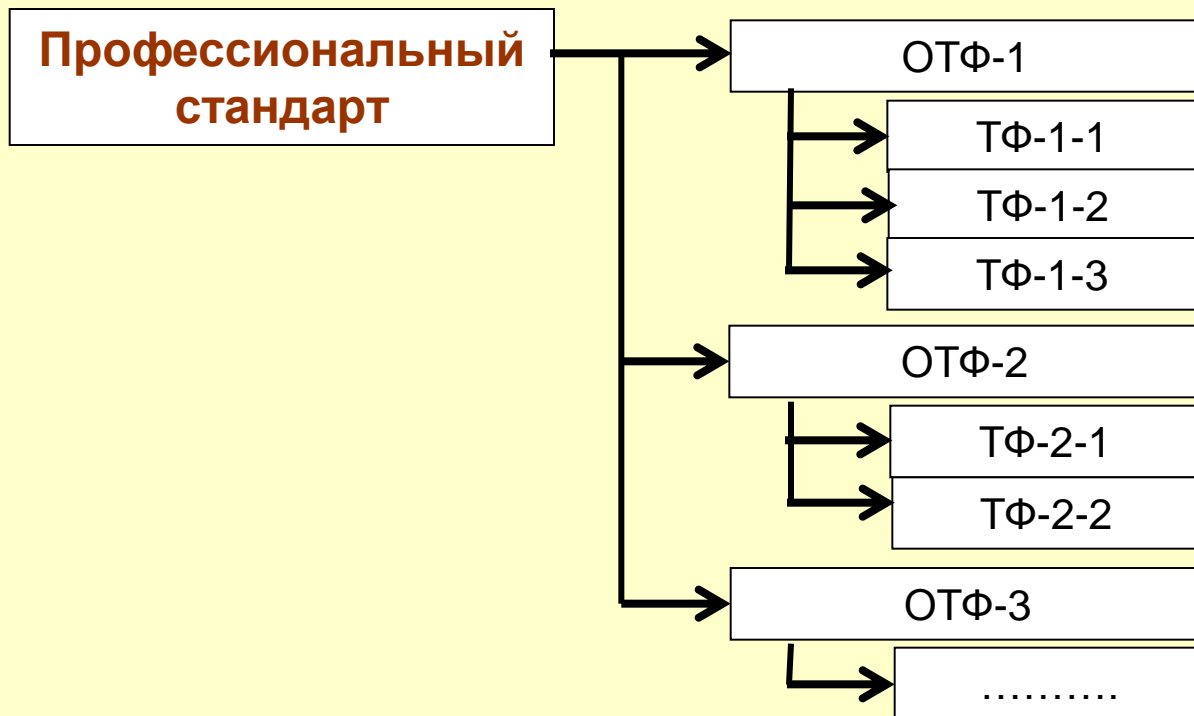 Профессиональный
стандарт
ОТФ-1
ТФ-1-1
ТФ-1-2
ТФ-1-3
ОТФ-2
ТФ-2-1
ТФ-2-2
ОТФ-3
……….